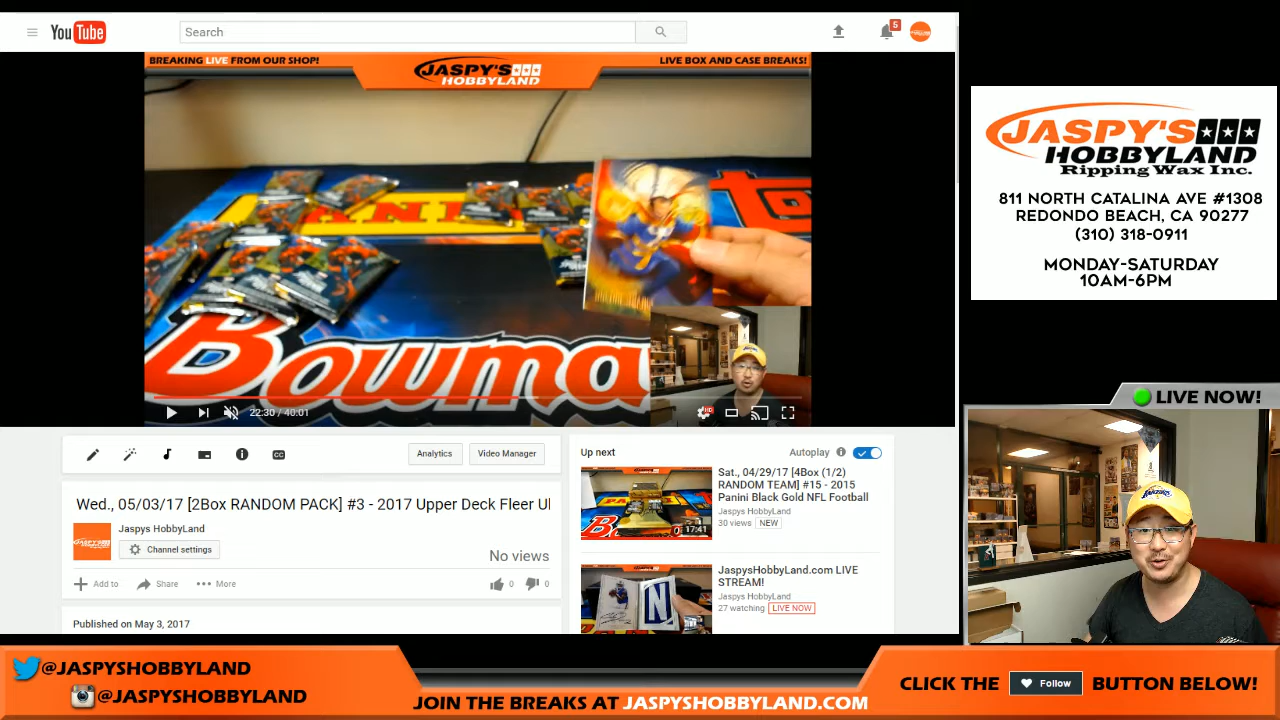 YouTube
Search
5
BREAKING LIVE FROM OUR SHOP!
JASPY'S
HOBBYLAND
LIVE BOX AND CASE BREAKS!
Bowma
22:30 / 40:01
HD
CC
Analytics
Video Manager
Wed., 05/03/17 [2Box RANDOM PACK] #3 - 2017 Upper Deck Fleer Ul
Jaspys HobbyLand
Channel settings
No views
Add to
Share
More
0
0
Published on May 3, 2017
Up next
Autoplay
Sat., 04/29/17 [4Box (1/2)
RANDOM TEAM] #15 - 2015
Panini Black Gold NFL Football
Jaspys HobbyLand
30 views NEW
17:41
JaspysHobbyLand.com LIVE
STREAM!
Jaspys HobbyLand
27 watching LIVE NOW
N
JASPY'S
HOBBYLAND
Ripping Wax Inc.
811 NORTH CATALINA AVE #1308
REDONDO BEACH, CA 90277
(310) 318-0911
MONDAY-SATURDAY
10AM-6PM
LIVE NOW!
@JASPYSHOBBYLAND
@JASPYSHOBBYLAND
JOIN THE BREAKS AT JASPYSHOBBYLAND.COM
CLICK THE Follow BUTTON BELOW!